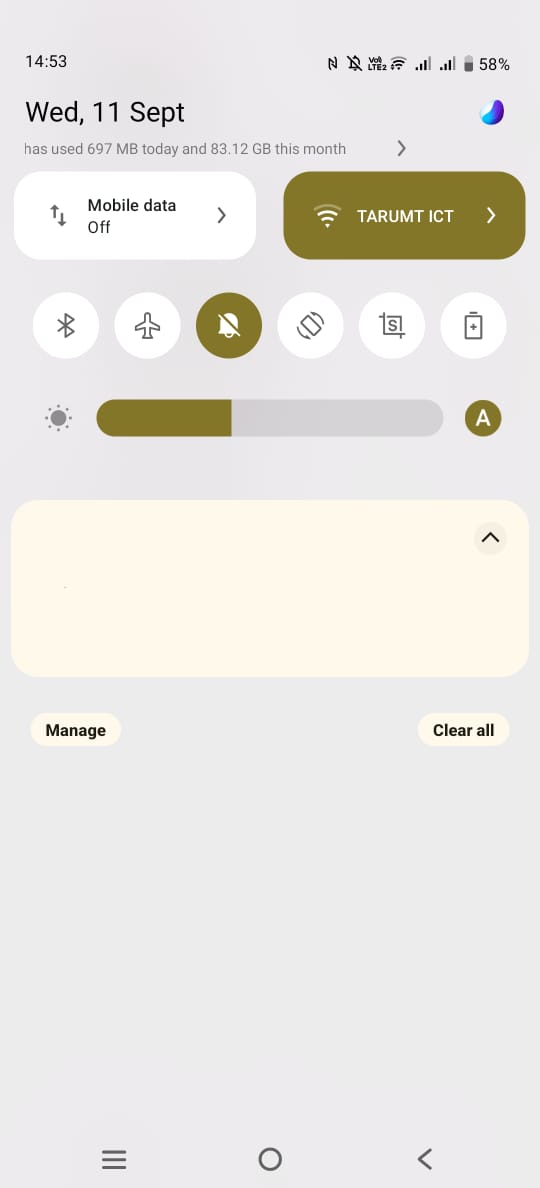 14:53
VoLTE2 58%
Wed, 11 Sept
has used 697 MB today and 83.12 GB this month
Mobile data
Off
TARUMT ICT
S
A
Manage
Clear all